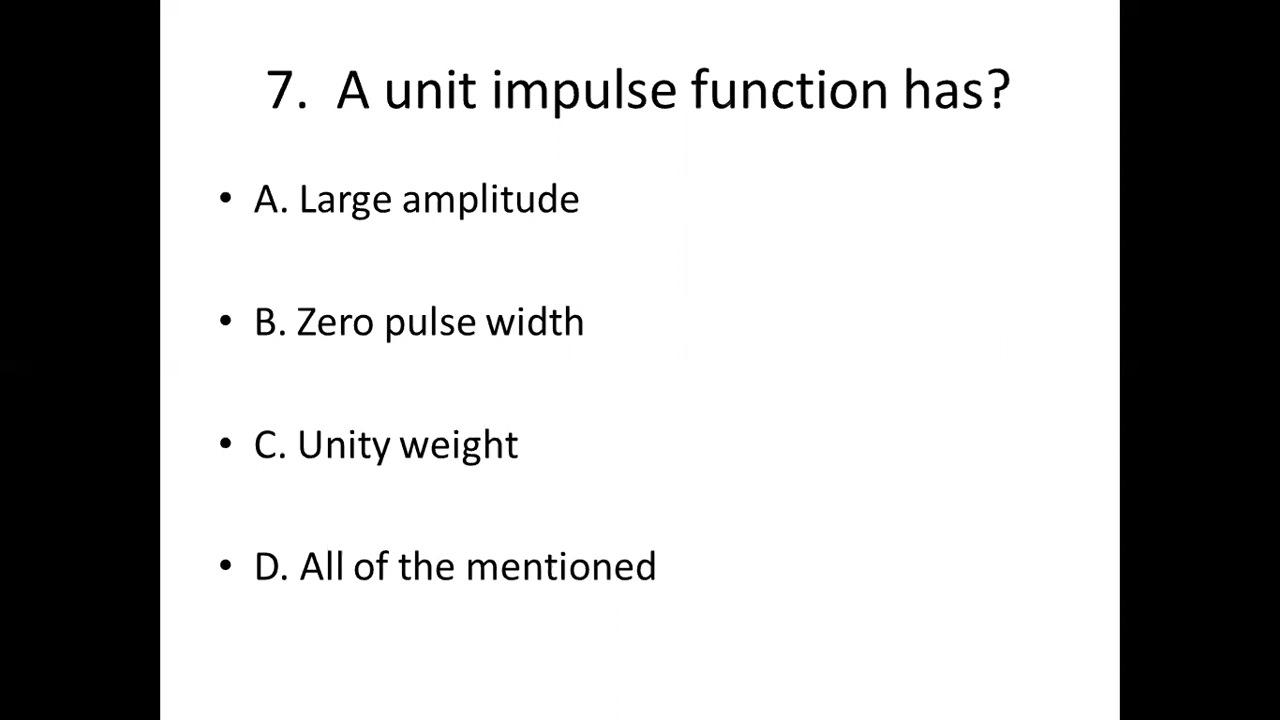 7. A unit impulse function has?
• A. Large amplitude
• B. Zero pulse width
• C. Unity weight
• D. All of the mentioned